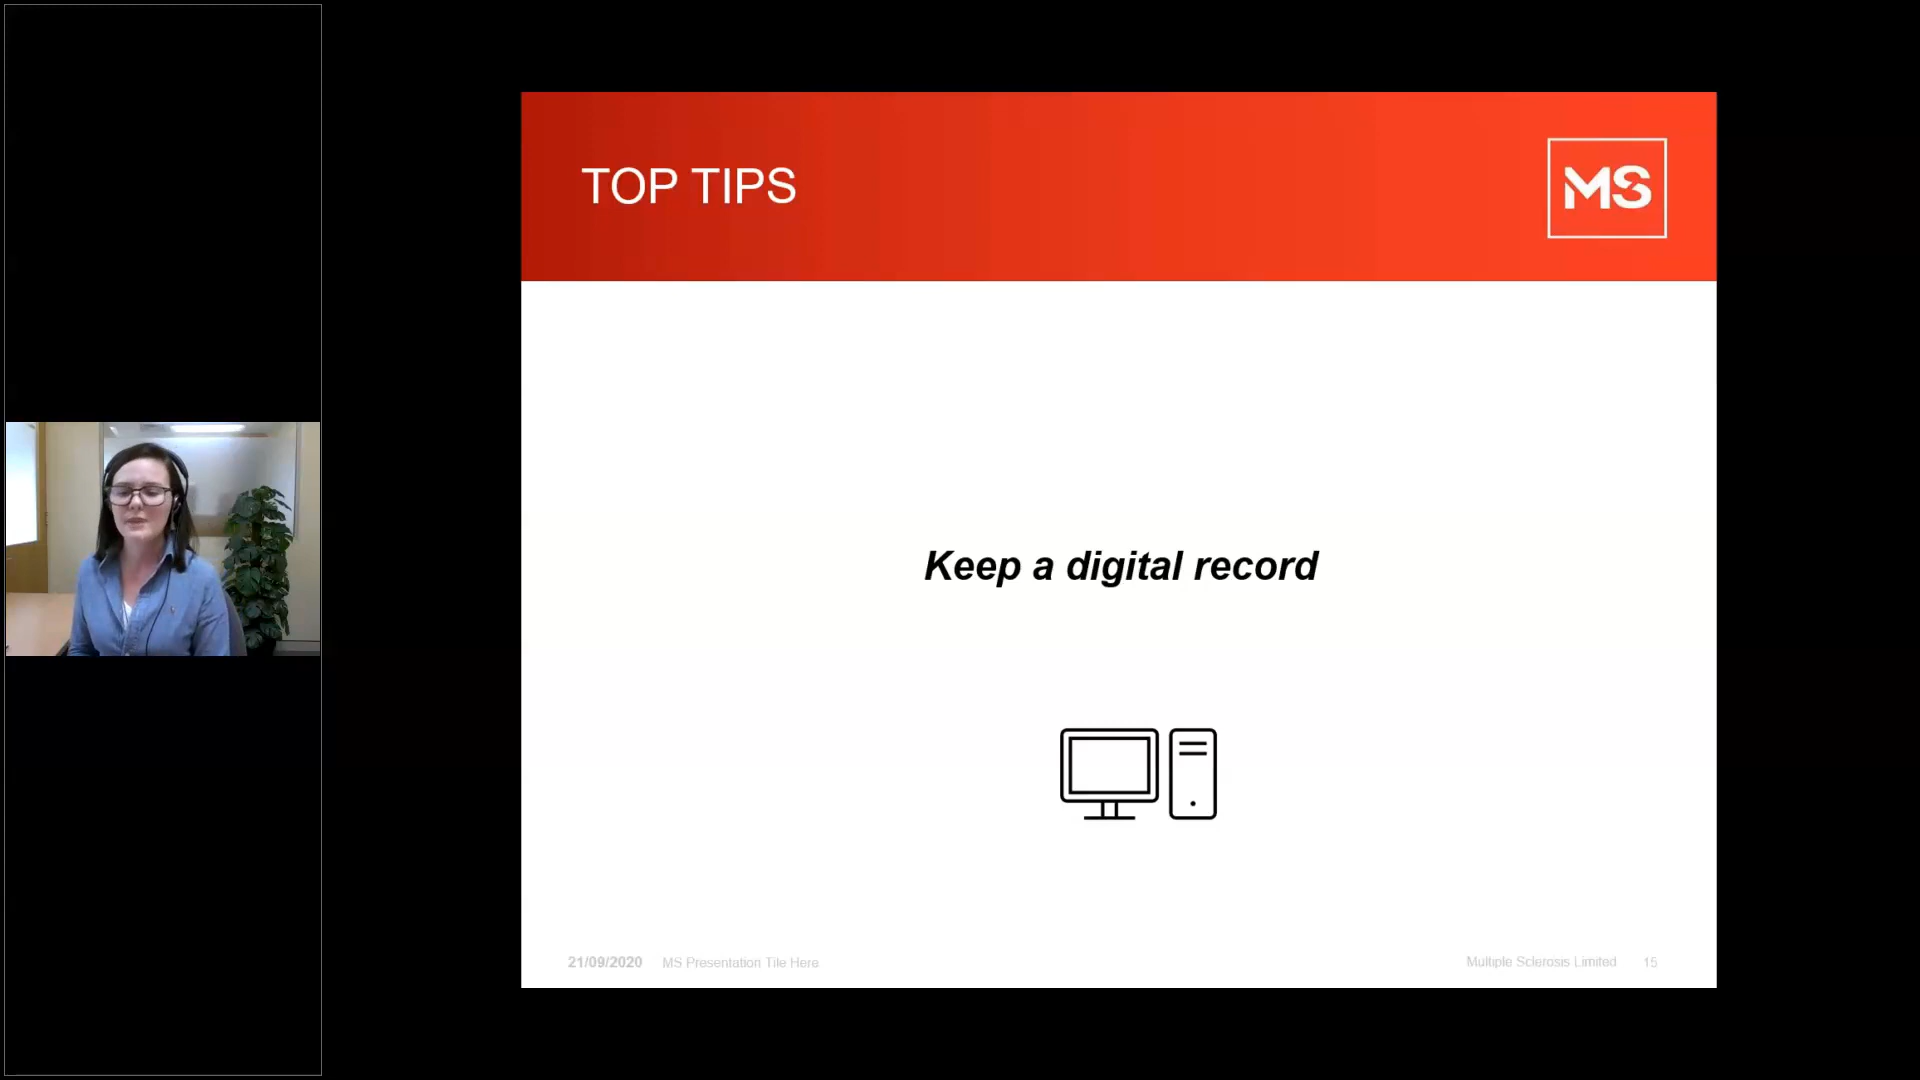 TOP TIPS
MS
Keep a digital record
21/09/2020 MS Presentation Tile Here
Multiple Sclerosis Limited 15